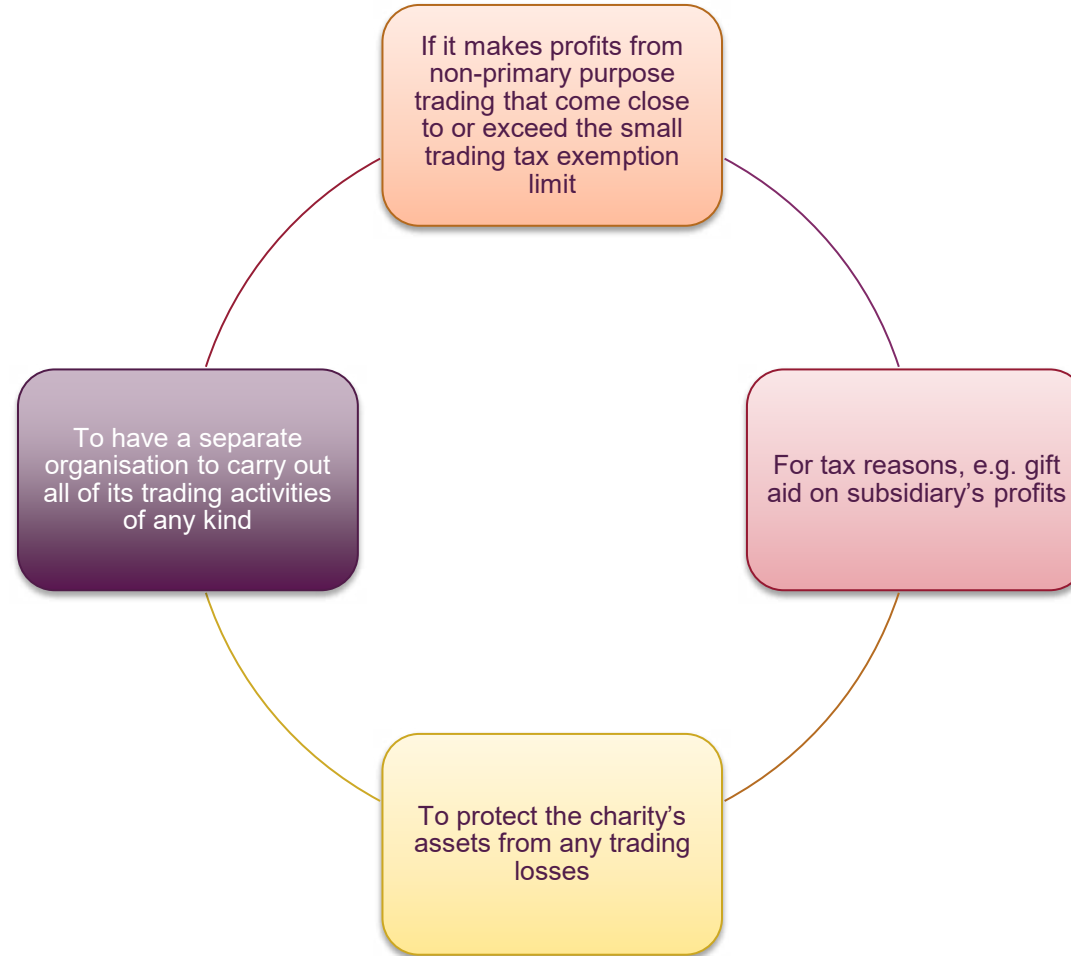 If it makes profits from
non-primary purpose
trading that come close
to or exceed the small
trading tax exemption
limit
To have a separate
organisation to carry out
all of its trading activities
of any kind
For tax reasons, e.g. gift
aid on subsidiary’s profits
To protect the charity’s
assets from any trading
losses